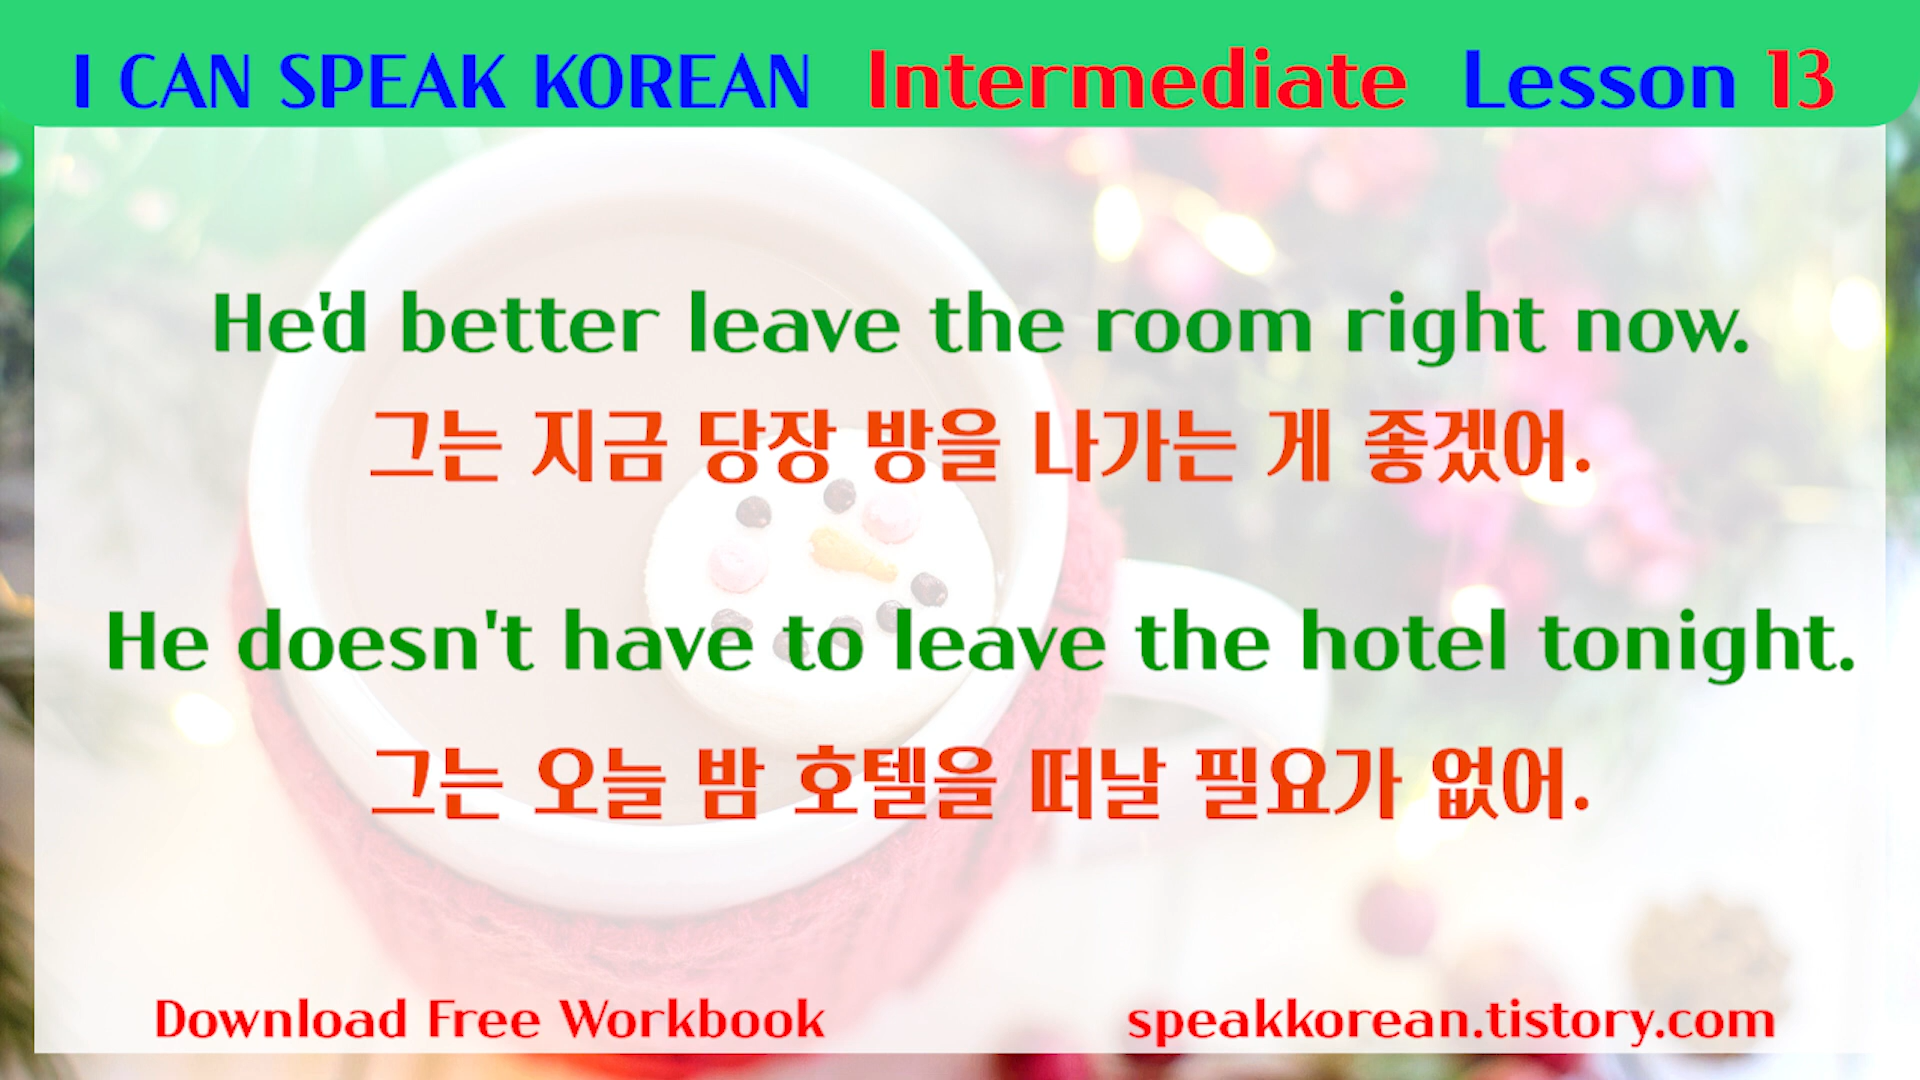 I CAN SPEAK KOREAN Intermediate Lesson 13
He'd better leave the room right now.
그는 지금 당장 방을 나가는 게 좋겠어.
He doesn't have to leave the hotel tonight.
그는 오늘 밤 호텔을 떠날 필요가 없어.
Download Free Workbook speakkorean.tistory.com